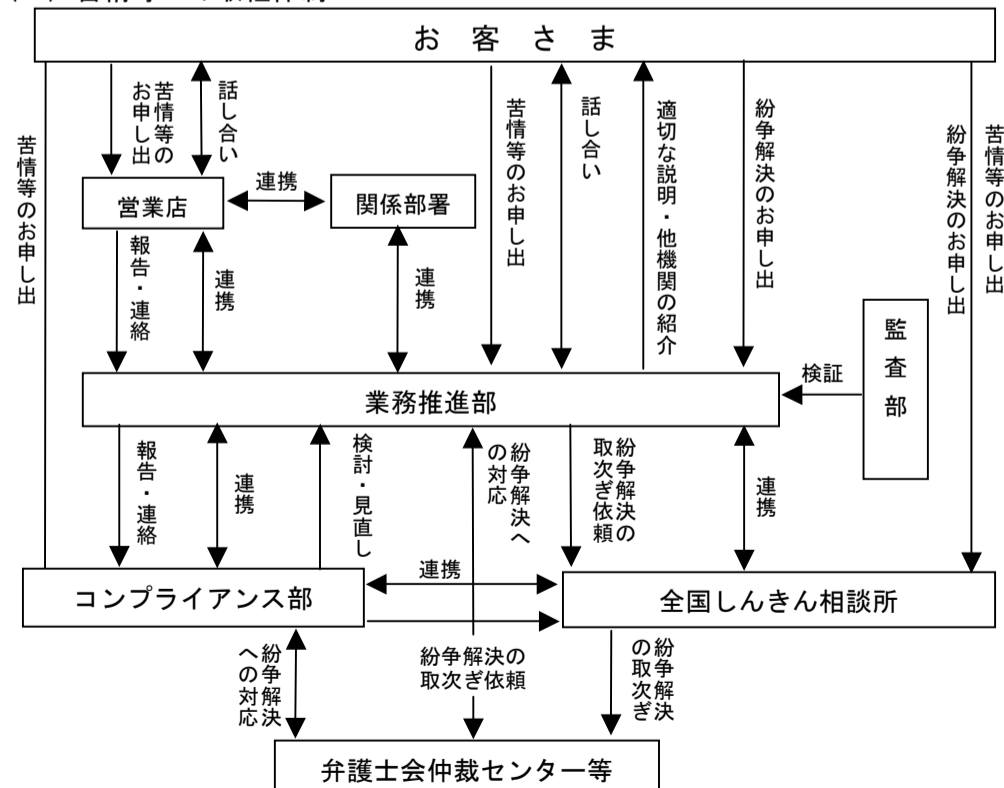 お客さま
苦情等のお申し出
苦情等の
お申し出
話し合い
苦情等のお申し出
話し合い
適切な説明・他機関の紹介
紛争解決のお申し出
苦情等のお申し出
紛争解決のお申し出
営業店
連携
関係部署
報告・連絡
連携
連携
監査部
検証
業務推進部
報告・連絡
連携
検討・見直し
紛争解決へ
の対応
紛争解決の
取次ぎ依頼
連携
コンプライアンス部
連携
全国しんきん相談所
紛争解決
への対応
紛争解決の
取次ぎ依頼
紛争解決
の取次ぎ
弁護士会仲裁センター等